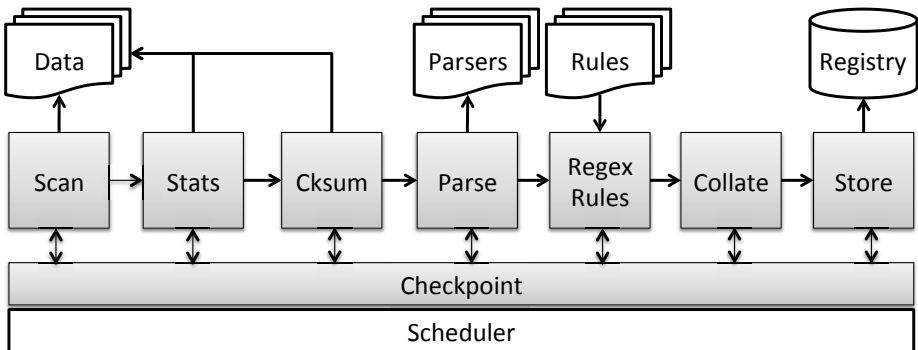 Data
Parsers
Rules
Registry
Scan
Stats
Cksum
Parse
Regex
Rules
Collate
Store
Checkpoint
Scheduler